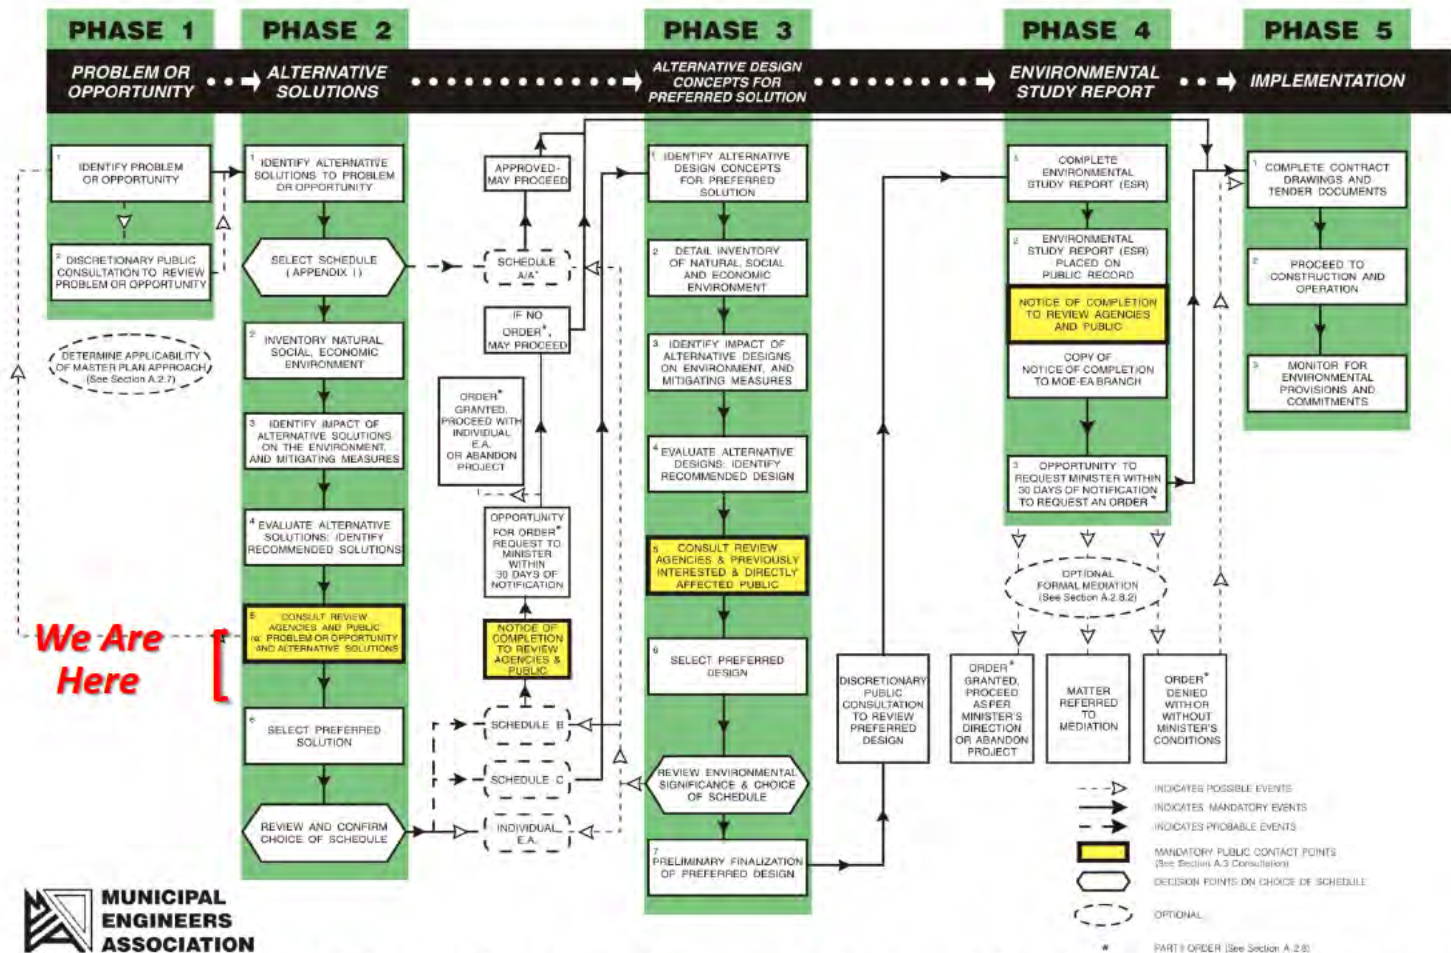 PHASE 1
PHASE 2
PHASE 3
PHASE 4
PHASE 5
PROBLEM OR
OPPORTUNITY
ALTERNATIVE
SOLUTIONS
ALTERNATIVE DESIGN
CONCEPTS FOR
PREFERRED SOLUTION
ENVIRONMENTAL
STUDY REPORT
IMPLEMENTATION
1
IDENTIFY PROBLEM
OR OPPORTUNITY
2
DISCRETIONARY PUBLIC
CONSULTATION TO REVIEW
PROBLEM OR OPPORTUNITY
DETERMINE APPLICABILITY
OF MASTER PLAN APPROACH
(See Section A.2.7)
We Are
Here
1
IDENTIFY ALTERNATIVE
SOLUTIONS TO PROBLEM
OR OPPORTUNITY
SELECT SCHEDULE
(APPENDIX I)
2
INVENTORY NATURAL,
SOCIAL, ECONOMIC
ENVIRONMENT
3
IDENTIFY IMPACT OF
ALTERNATIVE SOLUTIONS
ON THE ENVIRONMENT,
AND MITIGATING MEASURES
4
EVALUATE ALTERNATIVE
SOLUTIONS: IDENTIFY
RECOMMENDED SOLUTIONS
5
CONSULT REVIEW
AGENCIES AND PUBLIC
re: PROBLEM OR OPPORTUNITY
AND ALTERNATIVE SOLUTIONS
6
SELECT PREFERRED
SOLUTION
REVIEW AND CONFIRM
CHOICE OF SCHEDULE
APPROVED-
MAY PROCEED
SCHEDULE
A/A+
IF NO
ORDER*,
MAY PROCEED
ORDER*
GRANTED,
PROCEED WITH
INDIVIDUAL
E.A.
OR ABANDON
PROJECT
OPPORTUNITY
FOR ORDER*
REQUEST TO
MINISTER
WITHIN
30 DAYS OF
NOTIFICATION
NOTICE OF
COMPLETION
TO REVIEW
AGENCIES &
PUBLIC
SCHEDULE B
SCHEDULE C
INDIVIDUAL
E.A.
1
IDENTIFY ALTERNATIVE
DESIGN CONCEPTS
FOR PREFERRED
SOLUTION
2
DETAIL INVENTORY
OF NATURAL, SOCIAL
AND ECONOMIC
ENVIRONMENT
3
IDENTIFY IMPACT OF
ALTERNATIVE DESIGNS
ON ENVIRONMENT, AND
MITIGATING MEASURES
4
EVALUATE ALTERNATIVE
DESIGNS: IDENTIFY
RECOMMENDED DESIGN
5
CONSULT REVIEW
AGENCIES & PREVIOUSLY
INTERESTED & DIRECTLY
AFFECTED PUBLIC
6
SELECT PREFERRED
DESIGN
REVIEW ENVIRONMENTAL
SIGNIFICANCE & CHOICE
OF SCHEDULE
7
PRELIMINARY FINALIZATION
OF PREFERRED DESIGN
DISCRETIONARY
PUBLIC
CONSULTATION
TO REVIEW
PREFERRED
DESIGN
1
COMPLETE
ENVIRONMENTAL
STUDY REPORT (ESR)
2
ENVIRONMENTAL
STUDY REPORT (ESR)
PLACED ON
PUBLIC RECORD
NOTICE OF COMPLETION
TO REVIEW AGENCIES
AND PUBLIC
COPY OF
NOTICE OF COMPLETION
TO MOE-EA BRANCH
3
OPPORTUNITY TO
REQUEST MINISTER WITHIN
30 DAYS OF NOTIFICATION
TO REQUEST AN ORDER *
OPTIONAL
FORMAL MEDIATION
(See Section A.2.8.2)
ORDER*
GRANTED,
PROCEED
AS PER
MINISTER'S
DIRECTION
OR ABANDON
PROJECT
MATTER
REFERRED
TO
MEDIATION
ORDER*
DENIED
WITH OR
WITHOUT
MINISTER'S
CONDITIONS
1
COMPLETE CONTRACT
DRAWINGS AND
TENDER DOCUMENTS
2
PROCEED TO
CONSTRUCTION AND
OPERATION
3
MONITOR FOR
ENVIRONMENTAL
PROVISIONS AND
COMMITMENTS
INDICATES POSSIBLE EVENTS
INDICATES MANDATORY EVENTS
INDICATES PROBABLE EVENTS
MANDATORY PUBLIC CONTACT POINTS
(See Section A.3 Consultation)
DECISION POINTS ON CHOICE OF SCHEDULE
OPTIONAL
* PART II ORDER (See Section A.2.8)
MUNICIPAL
ENGINEERS
ASSOCIATION